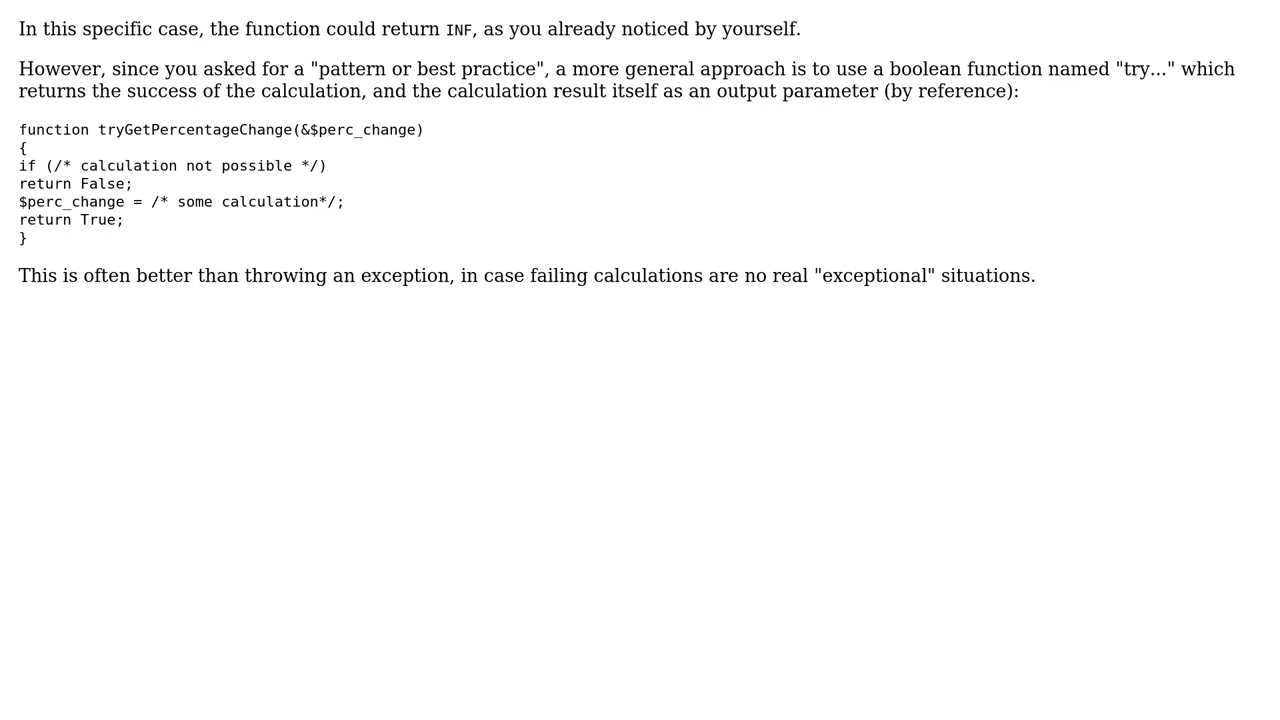 In this specific case, the function could return INF, as you already noticed by yourself.
However, since you asked for a "pattern or best practice", a more general approach is to use a boolean function named "try..." which
returns the success of the calculation, and the calculation result itself as an output parameter (by reference):
function tryGetPercentageChange(&$perc_change)
{
if (/* calculation not possible */)
return False;
$perc_change = /* some calculation*/;
return True;
}
This is often better than throwing an exception, in case failing calculations are no real "exceptional" situations.